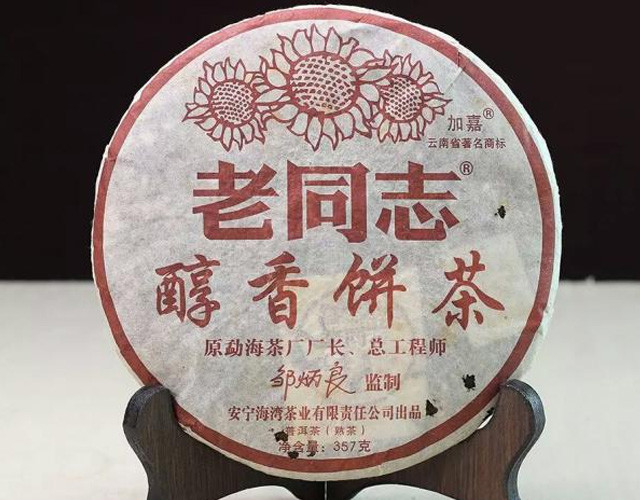 加嘉®
云南省著名商标
老同志®
醇香饼茶
原勐海茶厂厂长、总工程师
邹炳良 监制
安宁海湾茶业有限责任公司出品
普洱茶（熟茶）
净含量：357克